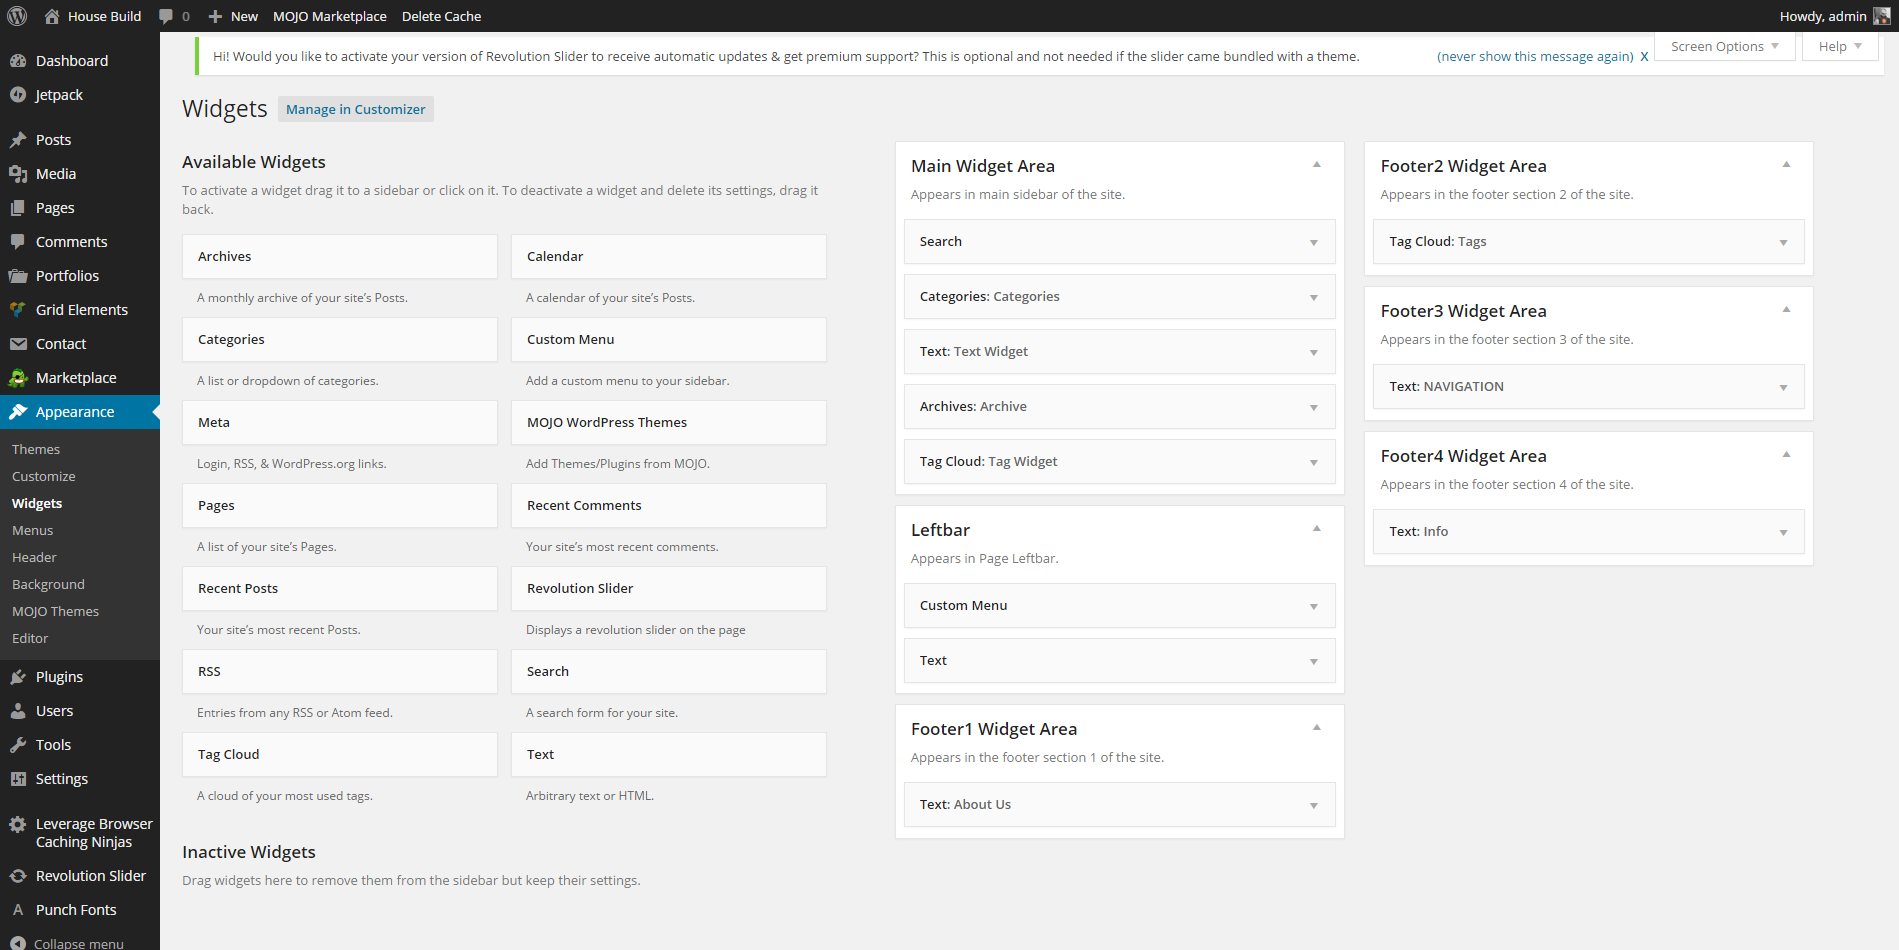 House Build
0
New
MOJO Marketplace
Delete Cache
Howdy, admin
Dashboard
Jetpack
Posts
Media
Pages
Comments
Portfolios
Grid Elements
Contact
Marketplace
Appearance
Themes
Customize
Widgets
Menus
Header
Background
MOJO Themes
Editor
Plugins
Users
Tools
Settings
Leverage Browser
Caching Ninjas
Revolution Slider
Punch Fonts
Collapse menu
Hi! Would you like to activate your version of Revolution Slider to receive automatic updates & get premium support? This is optional and not needed if the slider came bundled with a theme.
(never show this message again) X
Screen Options
Help
Widgets
Manage in Customizer
Available Widgets
To activate a widget drag it to a sidebar or click on it. To deactivate a widget and delete its settings, drag it
back.
Archives
A monthly archive of your site’s Posts.
Calendar
A calendar of your site’s Posts.
Categories
A list or dropdown of categories.
Custom Menu
Add a custom menu to your sidebar.
Meta
Login, RSS, & WordPress.org links.
MOJO WordPress Themes
Add Themes/Plugins from MOJO.
Pages
A list of your site’s Pages.
Recent Comments
Your site’s most recent comments.
Recent Posts
Your site’s most recent Posts.
Revolution Slider
Displays a revolution slider on the page
RSS
Entries from any RSS or Atom feed.
Search
A search form for your site.
Tag Cloud
A cloud of your most used tags.
Text
Arbitrary text or HTML.
Inactive Widgets
Drag widgets here to remove them from the sidebar but keep their settings.
Main Widget Area
Appears in main sidebar of the site.
Search
Categories: Categories
Text: Text Widget
Archives: Archive
Tag Cloud: Tag Widget
Leftbar
Appears in Page Leftbar.
Custom Menu
Text
Footer1 Widget Area
Appears in the footer section 1 of the site.
Text: About Us
Footer2 Widget Area
Appears in the footer section 2 of the site.
Tag Cloud: Tags
Footer3 Widget Area
Appears in the footer section 3 of the site.
Text: NAVIGATION
Footer4 Widget Area
Appears in the footer section 4 of the site.
Text: Info